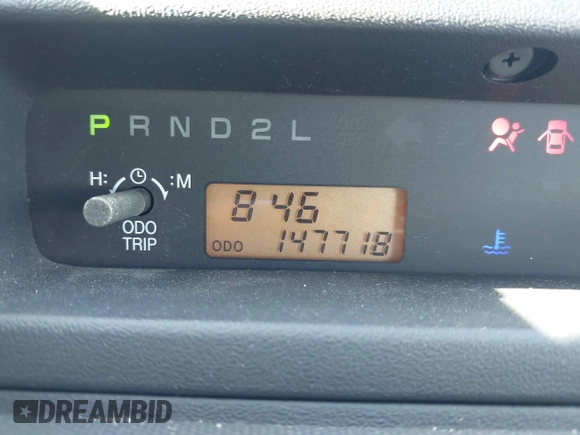 P R N D 2 L
H: :M
ODO
TRIP
8 46
ODO 147718
DREAMBID